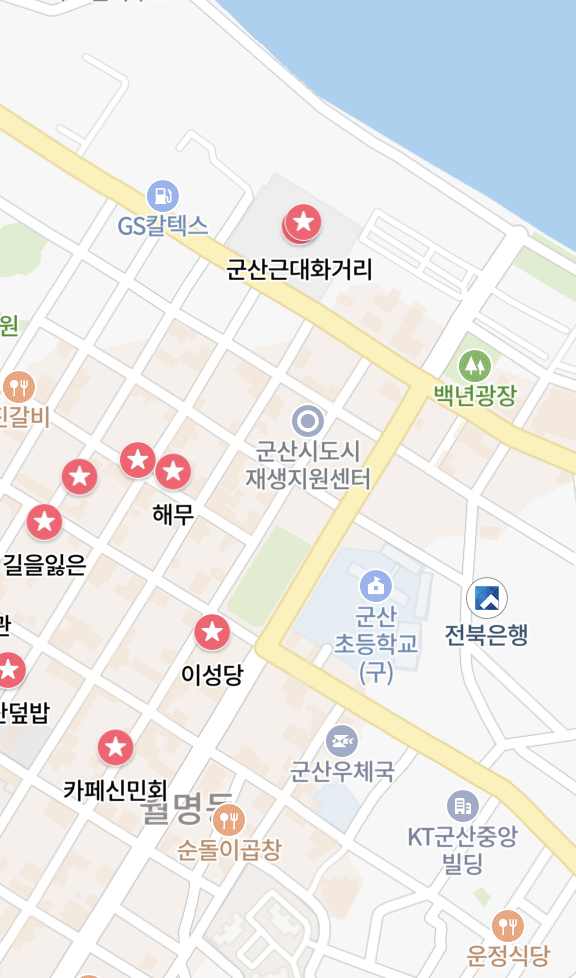 GS칼텍스
군산근대화거리
원
백년광장
진갈비
군산시도시
재생지원센터
해무
길을잃은
군산
초등학교
(구)
전북은행
관
이성당
산덮밥
군산우체국
카페신민회
월명동
KT군산중앙
빌딩
순돌이곱창
운정식당